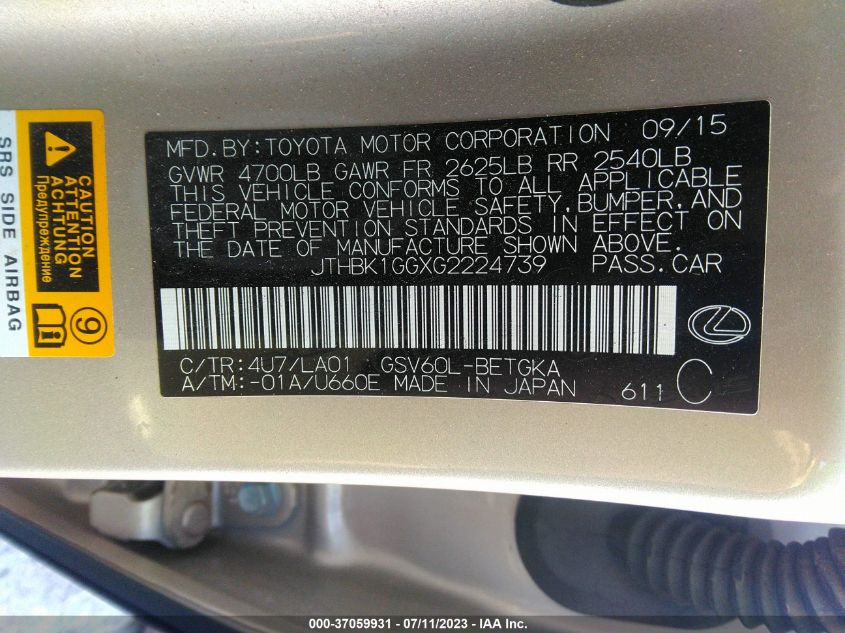 MFD. BY: TOYOTA MOTOR CORPORATION 09/15
GVWR 4700LB GAWR FR 2625LB RR 2540LB
THIS VEHICLE CONFORMS TO ALL APPLICABLE
FEDERAL MOTOR VEHICLE SAFETY, BUMPER, AND
THEFT PREVENTION STANDARDS IN EFFECT ON
THE DATE OF MANUFACTURE SHOWN ABOVE.
JTHBK1GGXG2224739 PASS. CAR
C/TR: 4U7/LA01 GSV60L-BETGKA
A/TM: -01A/U660E MADE IN JAPAN 611 C
SRS SIDE AIRBAG
CAUTION
ATTENTION
ACHTUNG
Предупреждение
9
000-37059931 - 07/11/2023 - IAA Inc.